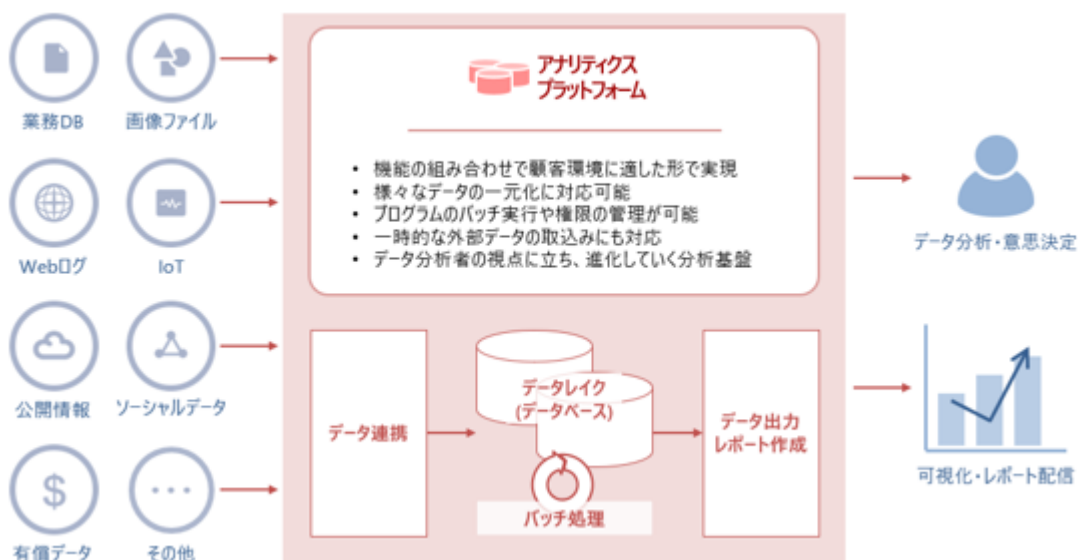 アナリティクス
プラットフォーム
業務DB
画像ファイル
・機能の組み合わせで顧客環境に適した形で実現
・様々なデータの一元化に対応可能
・プログラムのバッチ実行や権限の管理が可能
・一時的な外部データの取込みにも対応
・データ分析者の視点に立ち、進化していく分析基盤
Webログ
IoT
データ分析・意思決定
公開情報
ソーシャルデータ
データ連携
データレイク
(データベース)
データ出力
レポート作成
バッチ処理
可視化・レポート配信
$
有償データ
その他